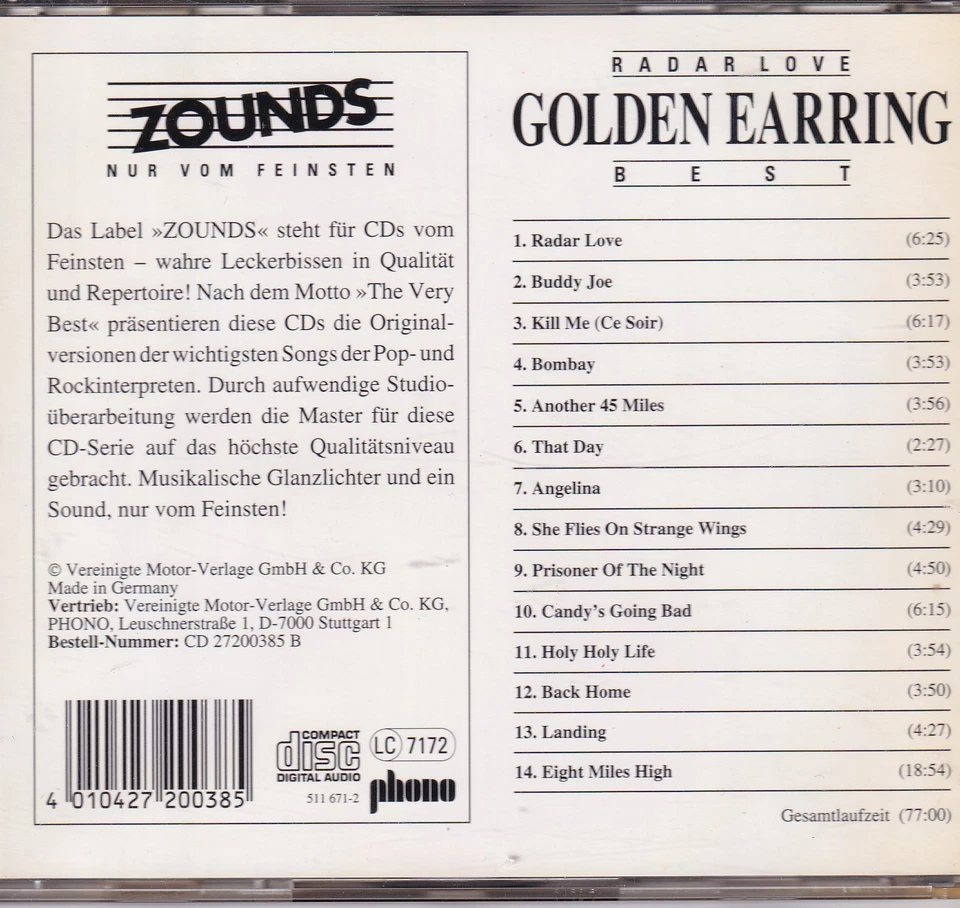 ZOUNDS
NUR VOM FEINSTEN
Das Label »ZOUNDS« steht für CDs vom
Feinsten – wahre Leckerbissen in Qualität
und Repertoire! Nach dem Motto »The Very
Best« präsentieren diese CDs die Original-
versionen der wichtigsten Songs der Pop- und
Rockinterpreten. Durch aufwendige Studio-
überarbeitung werden die Master für diese
CD-Serie auf das höchste Qualitätsniveau
gebracht. Musikalische Glanzlichter und ein
Sound, nur vom Feinsten!
© Vereinigte Motor-Verlage GmbH & Co. KG
Made in Germany
Vertrieb: Vereinigte Motor-Verlage GmbH & Co. KG,
PHONO, Leuschnerstraße 1, D-7000 Stuttgart 1
Bestell-Nummer: CD 27200385 B
4 010427 200385
COMPACT
disc
DIGITAL AUDIO
511 671-2
LC 7172
phono
RADAR LOVE
GOLDEN EARRING
BEST
1. Radar Love (6:25)
2. Buddy Joe (3:53)
3. Kill Me (Ce Soir) (6:17)
4. Bombay (3:53)
5. Another 45 Miles (3:56)
6. That Day (2:27)
7. Angelina (3:10)
8. She Flies On Strange Wings (4:29)
9. Prisoner Of The Night (4:50)
10. Candy's Going Bad (6:15)
11. Holy Holy Life (3:54)
12. Back Home (3:50)
13. Landing (4:27)
14. Eight Miles High (18:54)
Gesamtlaufzeit (77:00)